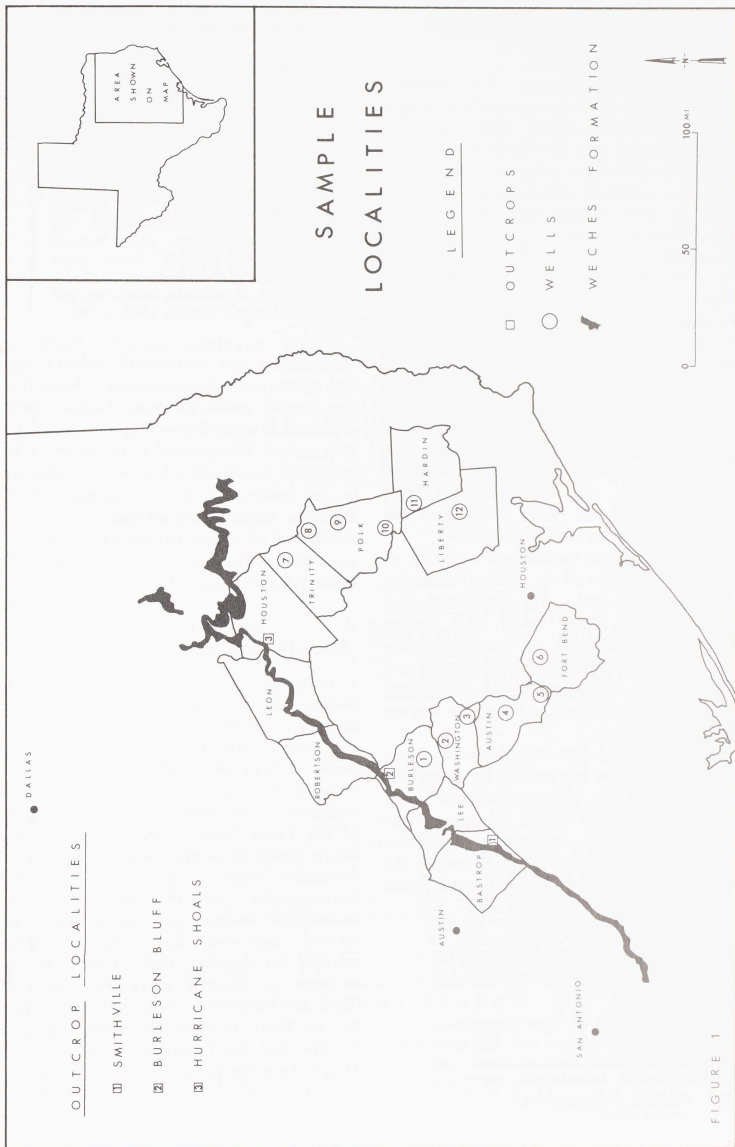 OUTCROP LOCALITIES
1 SMITHVILLE
2 BURLESON BLUFF
3 HURRICANE SHOALS
DALLAS
AREA
SHOWN
ON
MAP
SAMPLE
LOCALITIES
LEGEND
OUTCROPS
WELLS
WECHES FORMATION
0 50 100 MI
-N-
LEON
HOUSTON
3
ROBERTSON
TRINITY
7
8
9
POLK
10
11
HARDIN
LIBERTY
12
2
BURLESON
1
WASHINGTON
2
3
AUSTIN
4
5
FORT BEND
6
HOUSTON
LEE
BASTROP
1
AUSTIN
SAN ANTONIO
FIGURE 1